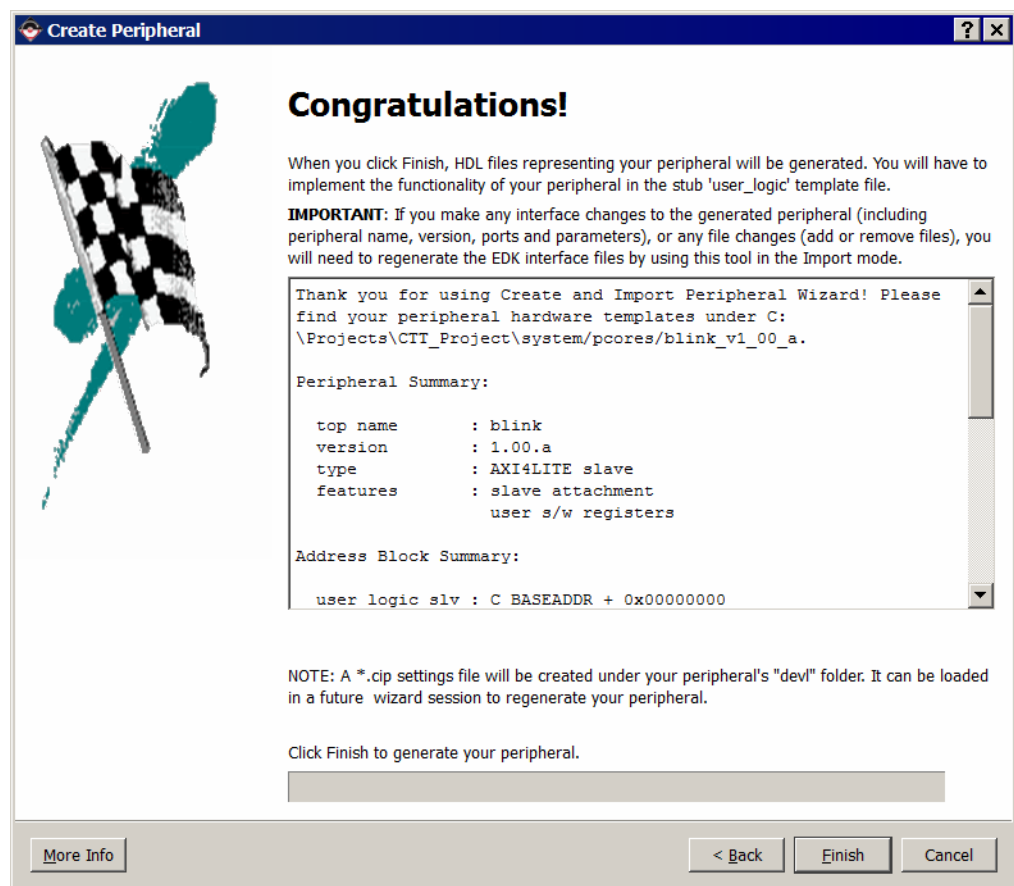 Create Peripheral
Congratulations!
When you click Finish, HDL files representing your peripheral will be generated. You will have to
implement the functionality of your peripheral in the stub 'user_logic' template file.
IMPORTANT: If you make any interface changes to the generated peripheral (including
peripheral name, version, ports and parameters), or any file changes (add or remove files), you
will need to regenerate the EDK interface files by using this tool in the Import mode.
Thank you for using Create and Import Peripheral Wizard! Please
find your peripheral hardware templates under C:
\Projects\CTT_Project\system/pcores/blink_v1_00_a.
Peripheral Summary:
top name : blink
version : 1.00.a
type : AXI4LITE slave
features : slave attachment
user s/w registers
Address Block Summary:
user logic slv : C BASEADDR + 0x00000000
NOTE: A *.cip settings file will be created under your peripheral's "devl" folder. It can be loaded
in a future wizard session to regenerate your peripheral.
Click Finish to generate your peripheral.
More Info < Back Finish Cancel